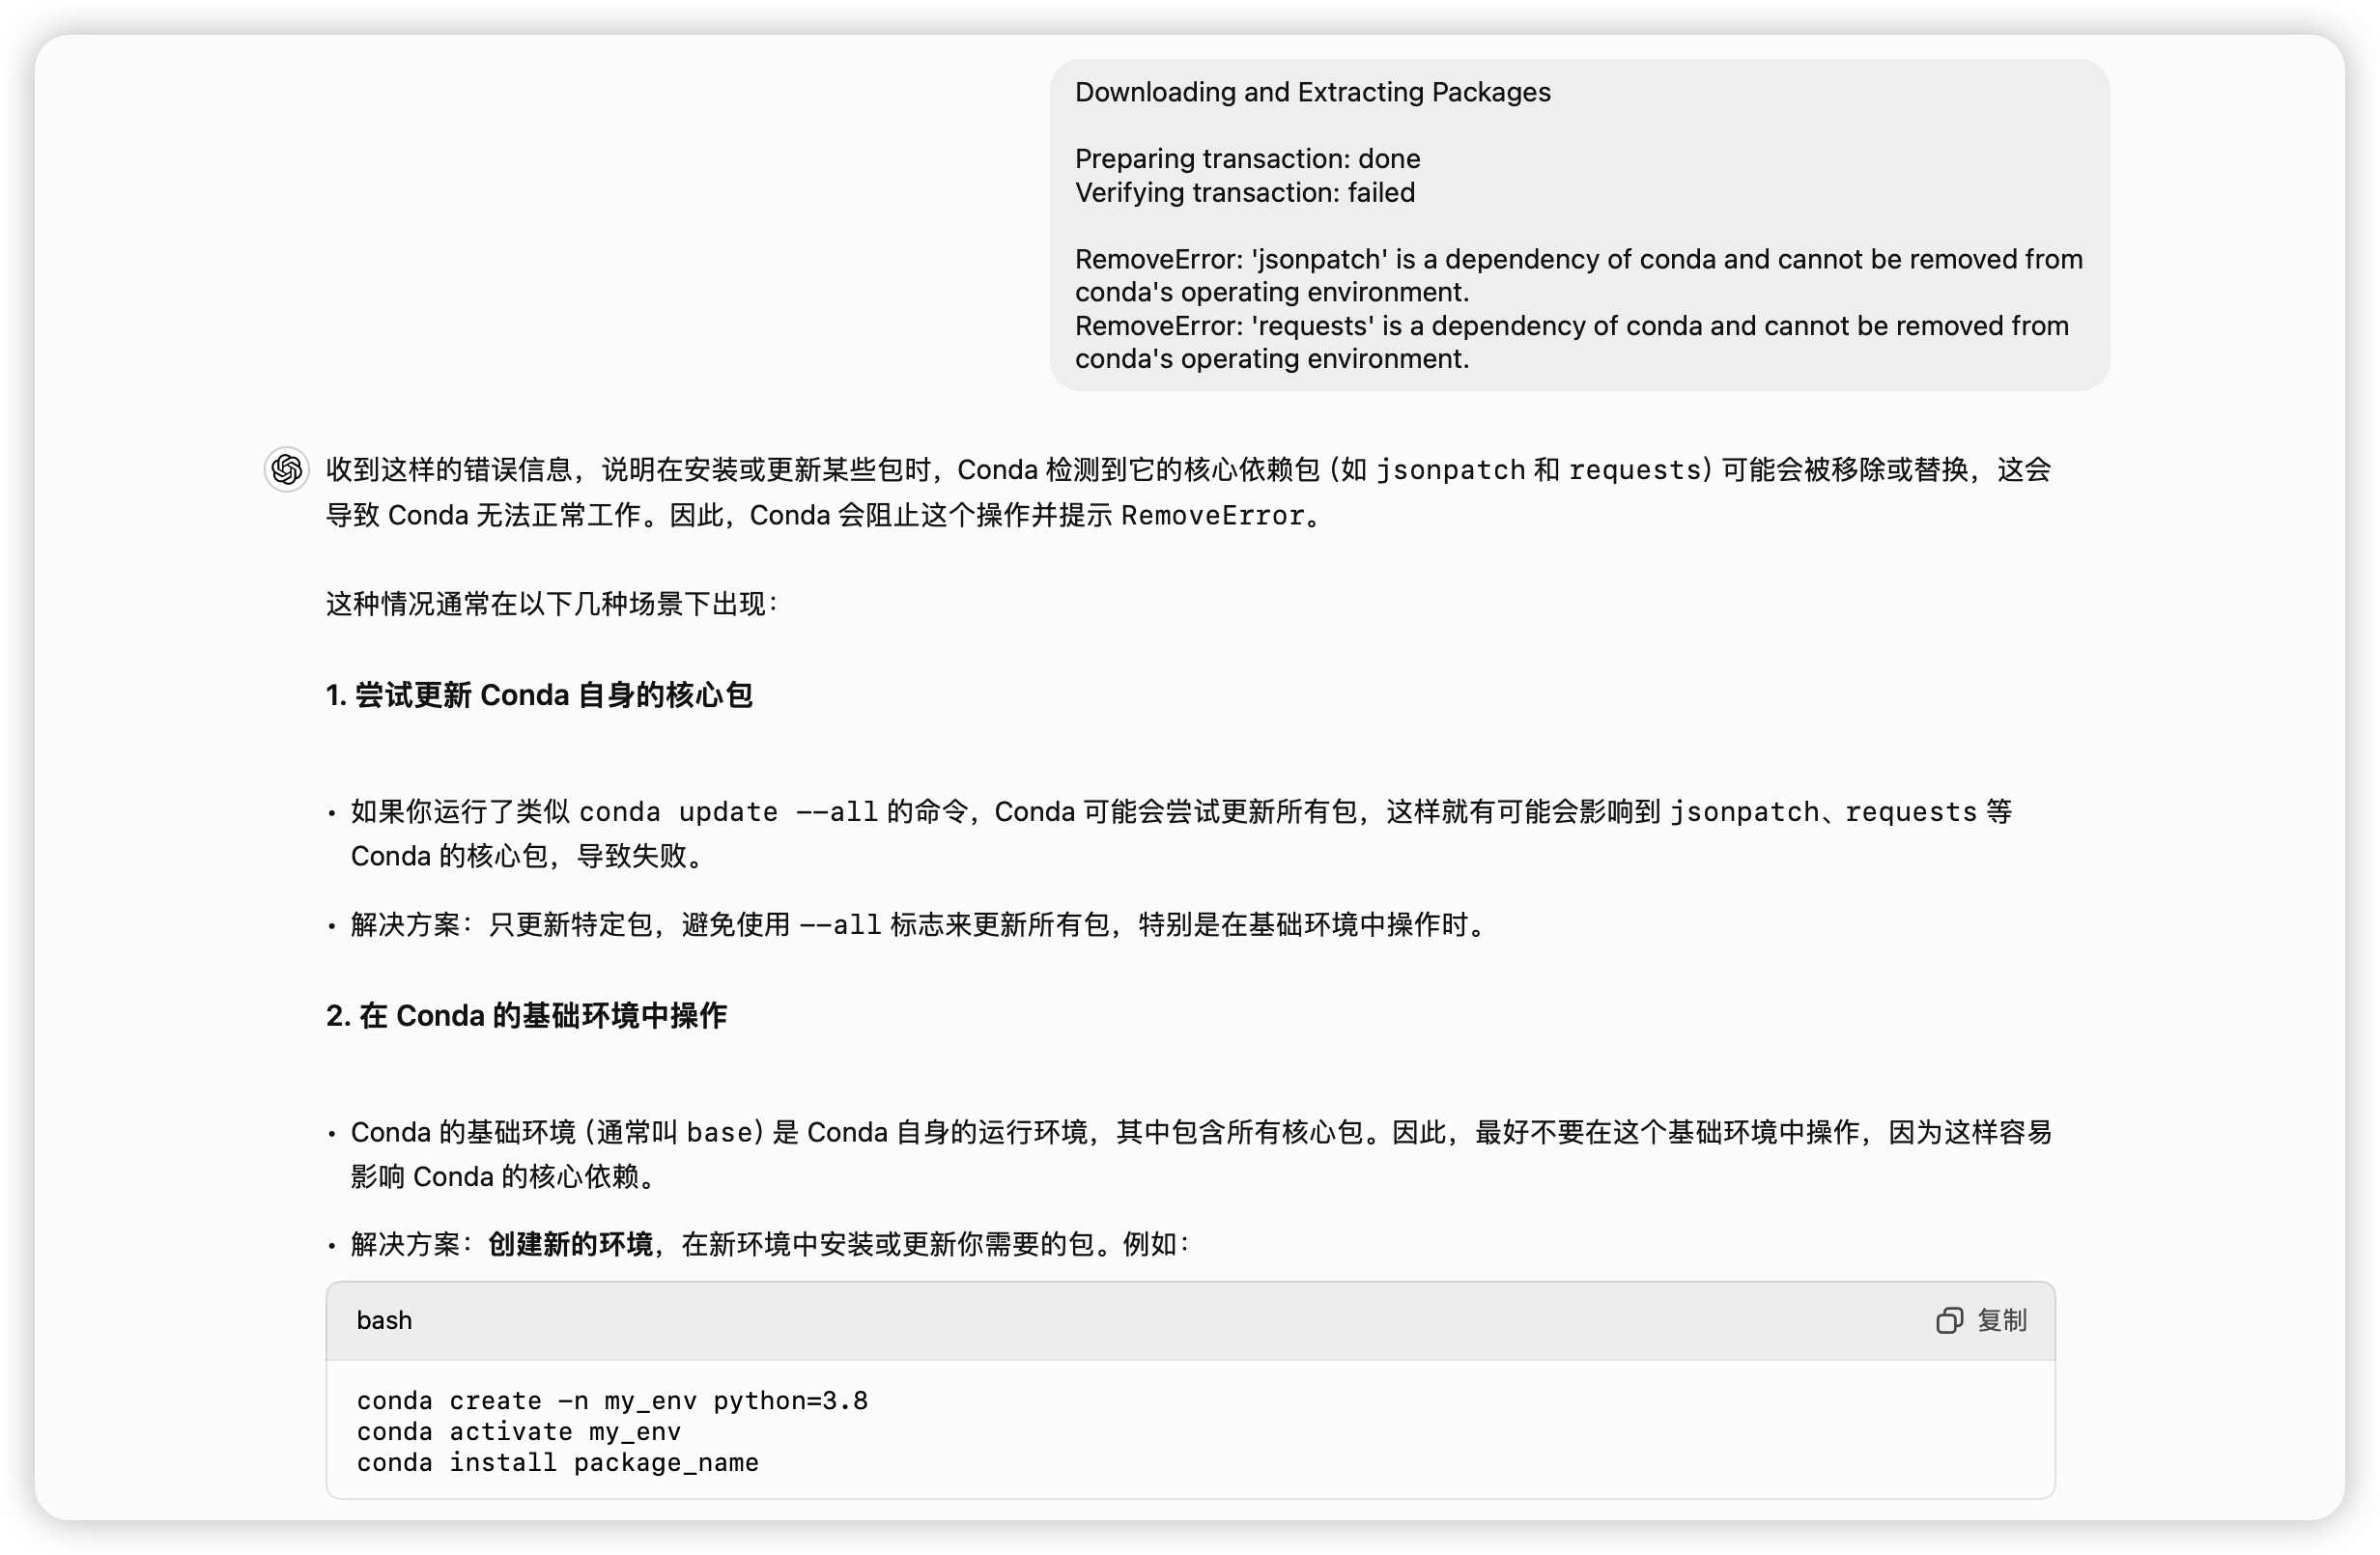 Downloading and Extracting Packages
Preparing transaction: done
Verifying transaction: failed
RemoveError: 'jsonpatch' is a dependency of conda and cannot be removed from
conda's operating environment.
RemoveError: 'requests' is a dependency of conda and cannot be removed from
conda's operating environment.
收到这样的错误信息，说明在安装或更新某些包时，Conda 检测到它的核心依赖包（如 jsonpatch 和 requests）可能会被移除或替换，这会
导致 Conda 无法正常工作。因此，Conda 会阻止这个操作并提示 RemoveError。
这种情况通常在以下几种场景下出现：
1. 尝试更新 Conda 自身的核心包
• 如果你运行了类似 conda update --all 的命令，Conda 可能会尝试更新所有包，这样就有可能会影响到 jsonpatch、requests 等
Conda 的核心包，导致失败。
• 解决方案：只更新特定包，避免使用 --all 标志来更新所有包，特别是在基础环境中操作时。
2. 在 Conda 的基础环境中操作
• Conda 的基础环境（通常叫 base）是 Conda 自身的运行环境，其中包含所有核心包。因此，最好不要在这个基础环境中操作，因为这样容易
影响 Conda 的核心依赖。
• 解决方案：创建新的环境，在新环境中安装或更新你需要的包。例如：
bash 复制
conda create -n my_env python=3.8
conda activate my_env
conda install package_name